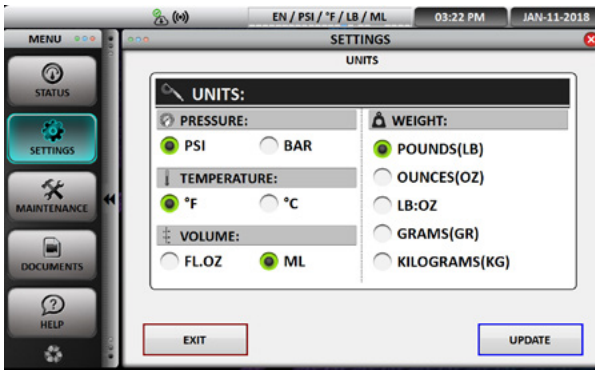 EN / PSI / °F / LB / ML 03:22 PM JAN-11-2018
MENU SETTINGS
UNITS
STATUS
SETTINGS
MAINTENANCE
DOCUMENTS
HELP
UNITS:
PRESSURE:
PSI BAR
TEMPERATURE:
°F °C
VOLUME:
FL.OZ ML
WEIGHT:
POUNDS(LB)
OUNCES(OZ)
LB:OZ
GRAMS(GR)
KILOGRAMS(KG)
EXIT UPDATE